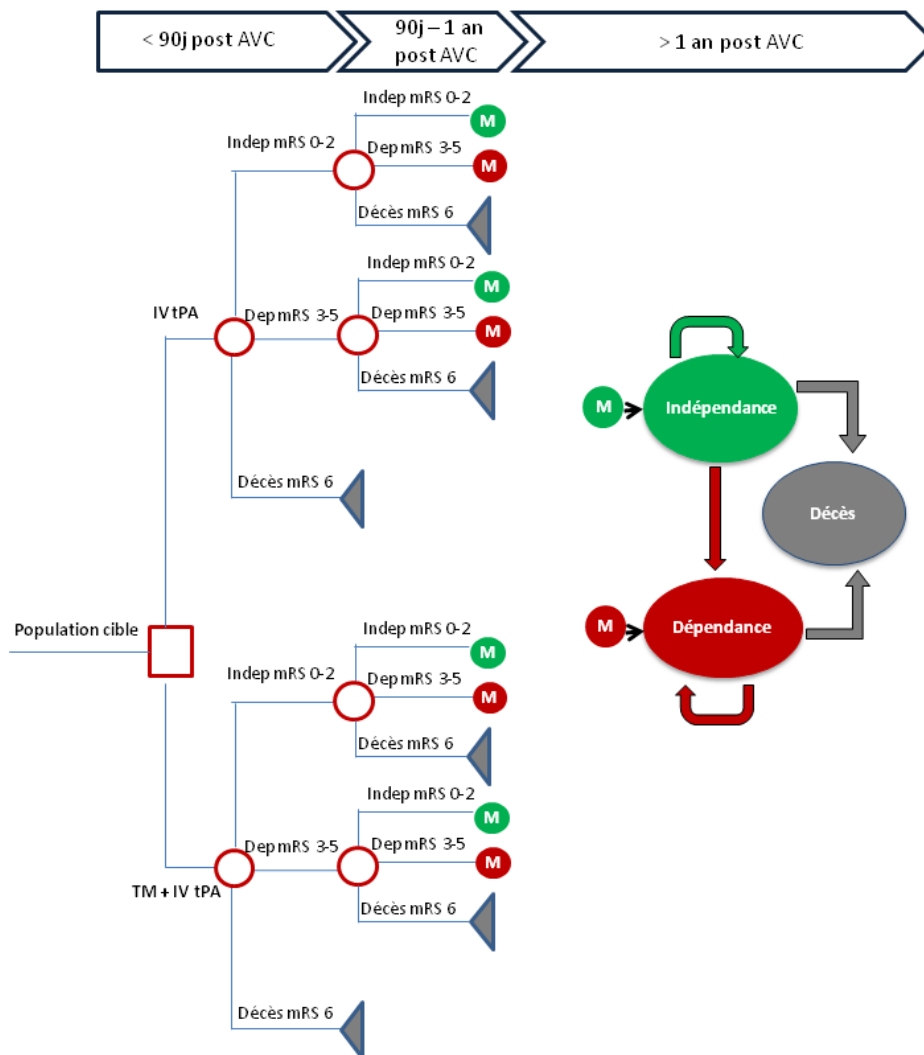 < 90j post AVC
90j – 1 an
post AVC
> 1 an post AVC
Indep mRS 0-2
M
Indep mRS 0-2
Dep mRS 3-5
M
Décès mRS 6
Indep mRS 0-2
M
IV tPA
Dep mRS 3-5
Dep mRS 3-5
M
Décès mRS 6
Décès mRS 6
M
Indépendance
Décès
M
Dépendance
Population cible
Indep mRS 0-2
M
Indep mRS 0-2
Dep mRS 3-5
M
Décès mRS 6
Indep mRS 0-2
M
Dep mRS 3-5
Dep mRS 3-5
M
TM + IV tPA
Décès mRS 6
Décès mRS 6